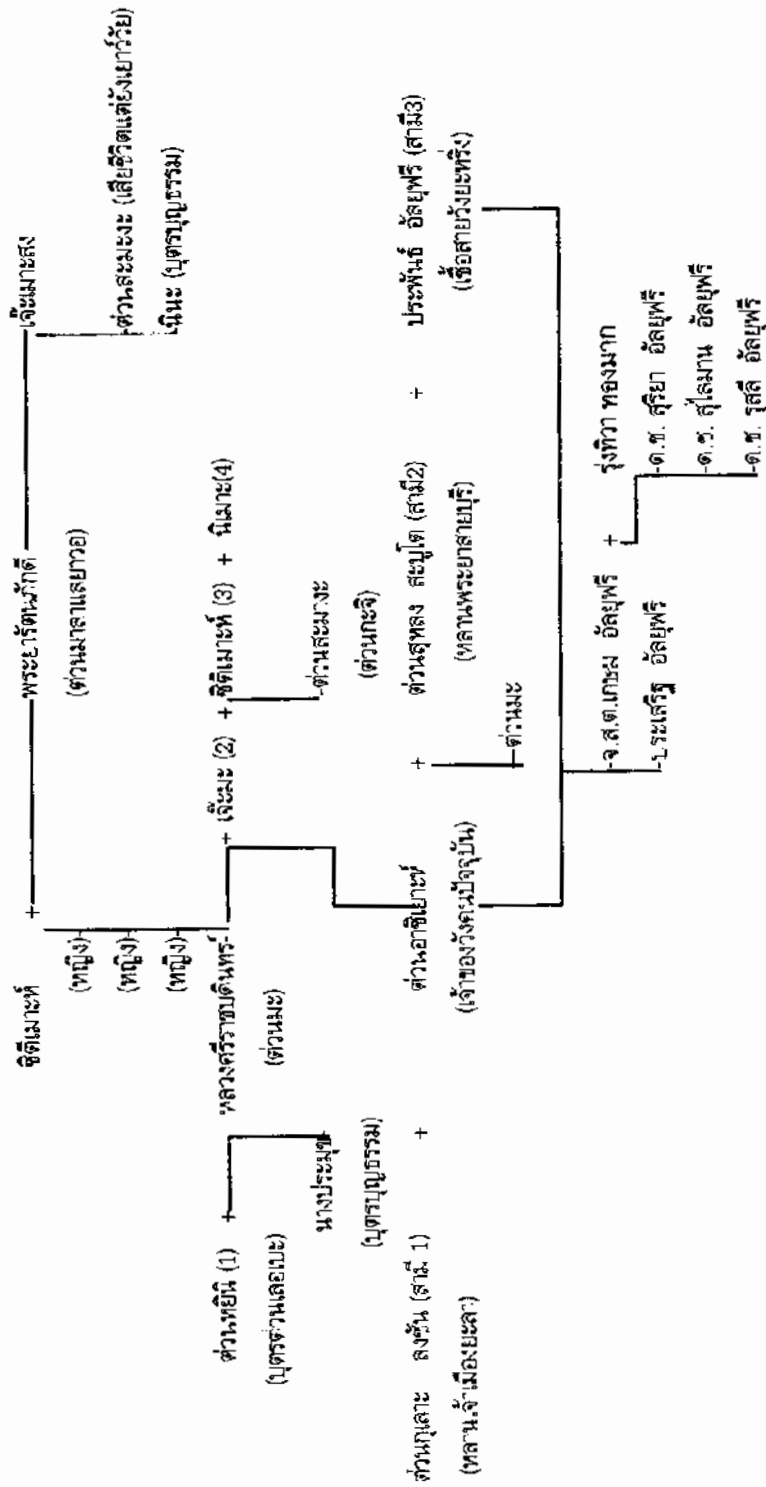 ซิตีเมาะห์ + พระยารัตนภักดี เจ๊ะเมาะสง
(ต่วนมาลาแลยาวอ)
(หญิง)
(หญิง)
(หญิง)
-ต่วนสะมะงะ (เสียชีวิตแต่ยังเยาว์วัย)
นินะ (บุตรบุญธรรม)
ต่วนหยินิ (1) + หลวงศรีราชบดินทร์ + เจ๊ะมะ (2) + ซิตีเมาะห์ (3) + นิเมาะ(4)
(บุตรต่วนเลอเบะ) (ต่วนมะ)
นางประมุข
(บุตรบุญธรรม)
-ต่วนสะมางะ
(ต่วนกะจิ)
ต่วนกุเลาะ ลงซัน (สามี 1) + ต่วนอาซิเยาะห์ + ต่วนสุหลง สะบูโด (สามี2) + ประพันธ์ อัลยุฟรี (สามี3)
(หลานเจ้าเมืองยะลา) (เจ้าของวังคนปัจจุบัน) (หลานพระยาสายบุรี) (เชื้อสายวังยะหริ่ง)
-ต่วนมะ
-จ.ส.ต.เกษม อัลยุฟรี + รุ่งทิวา ทองมาก
-ประเสริฐ อัลยุฟรี
-ด.ช. สุริยา อัลยุฟรี
-ด.ช. สุไลมาน อัลยุฟรี
-ด.ช. รุสลี อัลยุฟรี